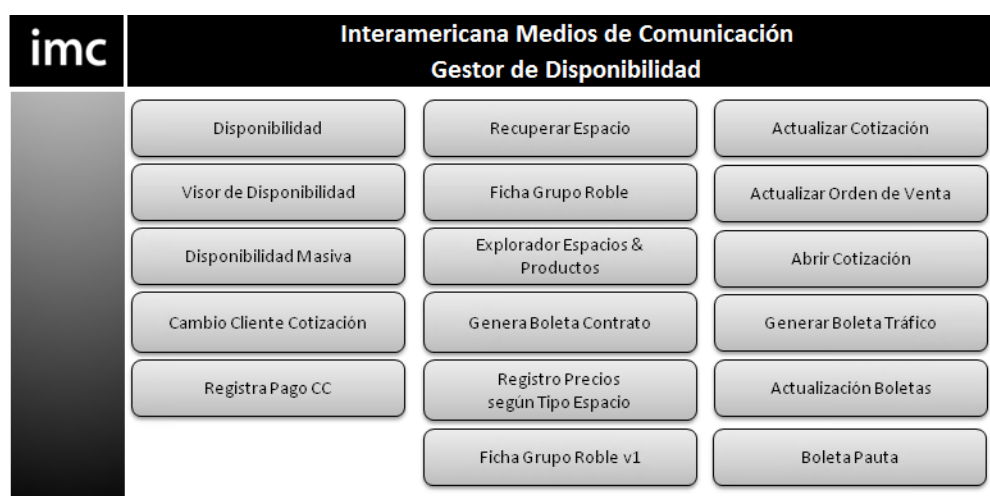 imc
Interamericana Medios de Comunicación
Gestor de Disponibilidad
Disponibilidad
Recuperar Espacio
Actualizar Cotización
Visor de Disponibilidad
Ficha Grupo Roble
Actualizar Orden de Venta
Disponibilidad Masiva
Explorador Espacios &
Productos
Abrir Cotización
Cambio Cliente Cotización
Genera Boleta Contrato
Generar Boleta Tráfico
Registra Pago CC
Registro Precios
según Tipo Espacio
Actualización Boletas
Ficha Grupo Roble v1
Boleta Pauta